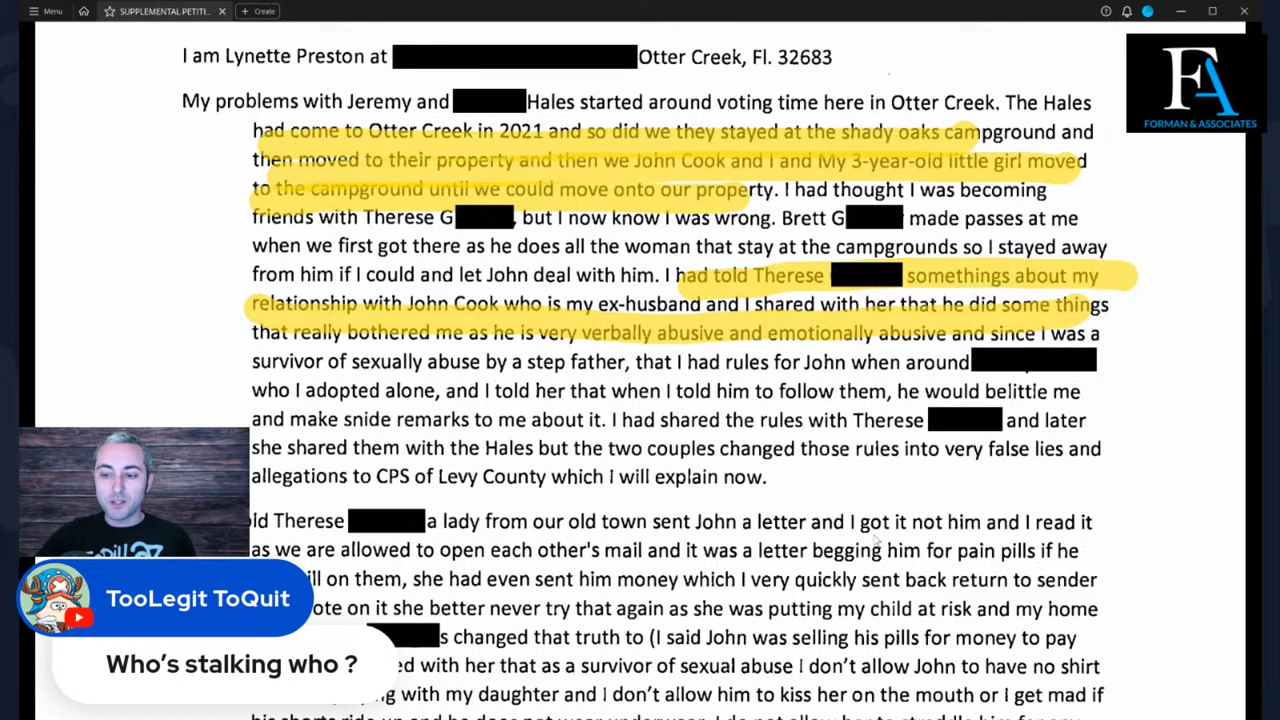 Menu
SUPPLEMENTAL PETITI...
Create
FA
FORMAN & ASSOCIATES
I am Lynette Preston at Otter Creek, Fl. 32683
My problems with Jeremy and Hales started around voting time here in Otter Creek. The Hales
had come to Otter Creek in 2021 and so did we they stayed at the shady oaks campground and
then moved to their property and then we John Cook and I and My 3-year-old little girl moved
to the campground until we could move onto our property. I had thought I was becoming
friends with Therese G , but I now know I was wrong. Brett G made passes at me
when we first got there as he does all the woman that stay at the campgrounds so I stayed away
from him if I could and let John deal with him. I had told Therese somethings about my
relationship with John Cook who is my ex-husband and I shared with her that he did some things
that really bothered me as he is very verbally abusive and emotionally abusive and since I was a
survivor of sexually abuse by a step father, that I had rules for John when around
who I adopted alone, and I told her that when I told him to follow them, he would belittle me
and make snide remarks to me about it. I had shared the rules with Therese and later
she shared them with the Hales but the two couples changed those rules into very false lies and
allegations to CPS of Levy County which I will explain now.
ld Therese a lady from our old town sent John a letter and I got it not him and I read it
as we are allowed to open each other's mail and it was a letter begging him for pain pills if he
ill on them, she had even sent him money which I very quickly sent back return to sender
ote on it she better never try that again as she was putting my child at risk and my home
s changed that truth to (I said John was selling his pills for money to pay
ed with her that as a survivor of sexual abuse I don't allow John to have no shirt
g with my daughter and I don't allow him to kiss her on the mouth or I get mad if
TooLegit ToQuit
Who's stalking who ?